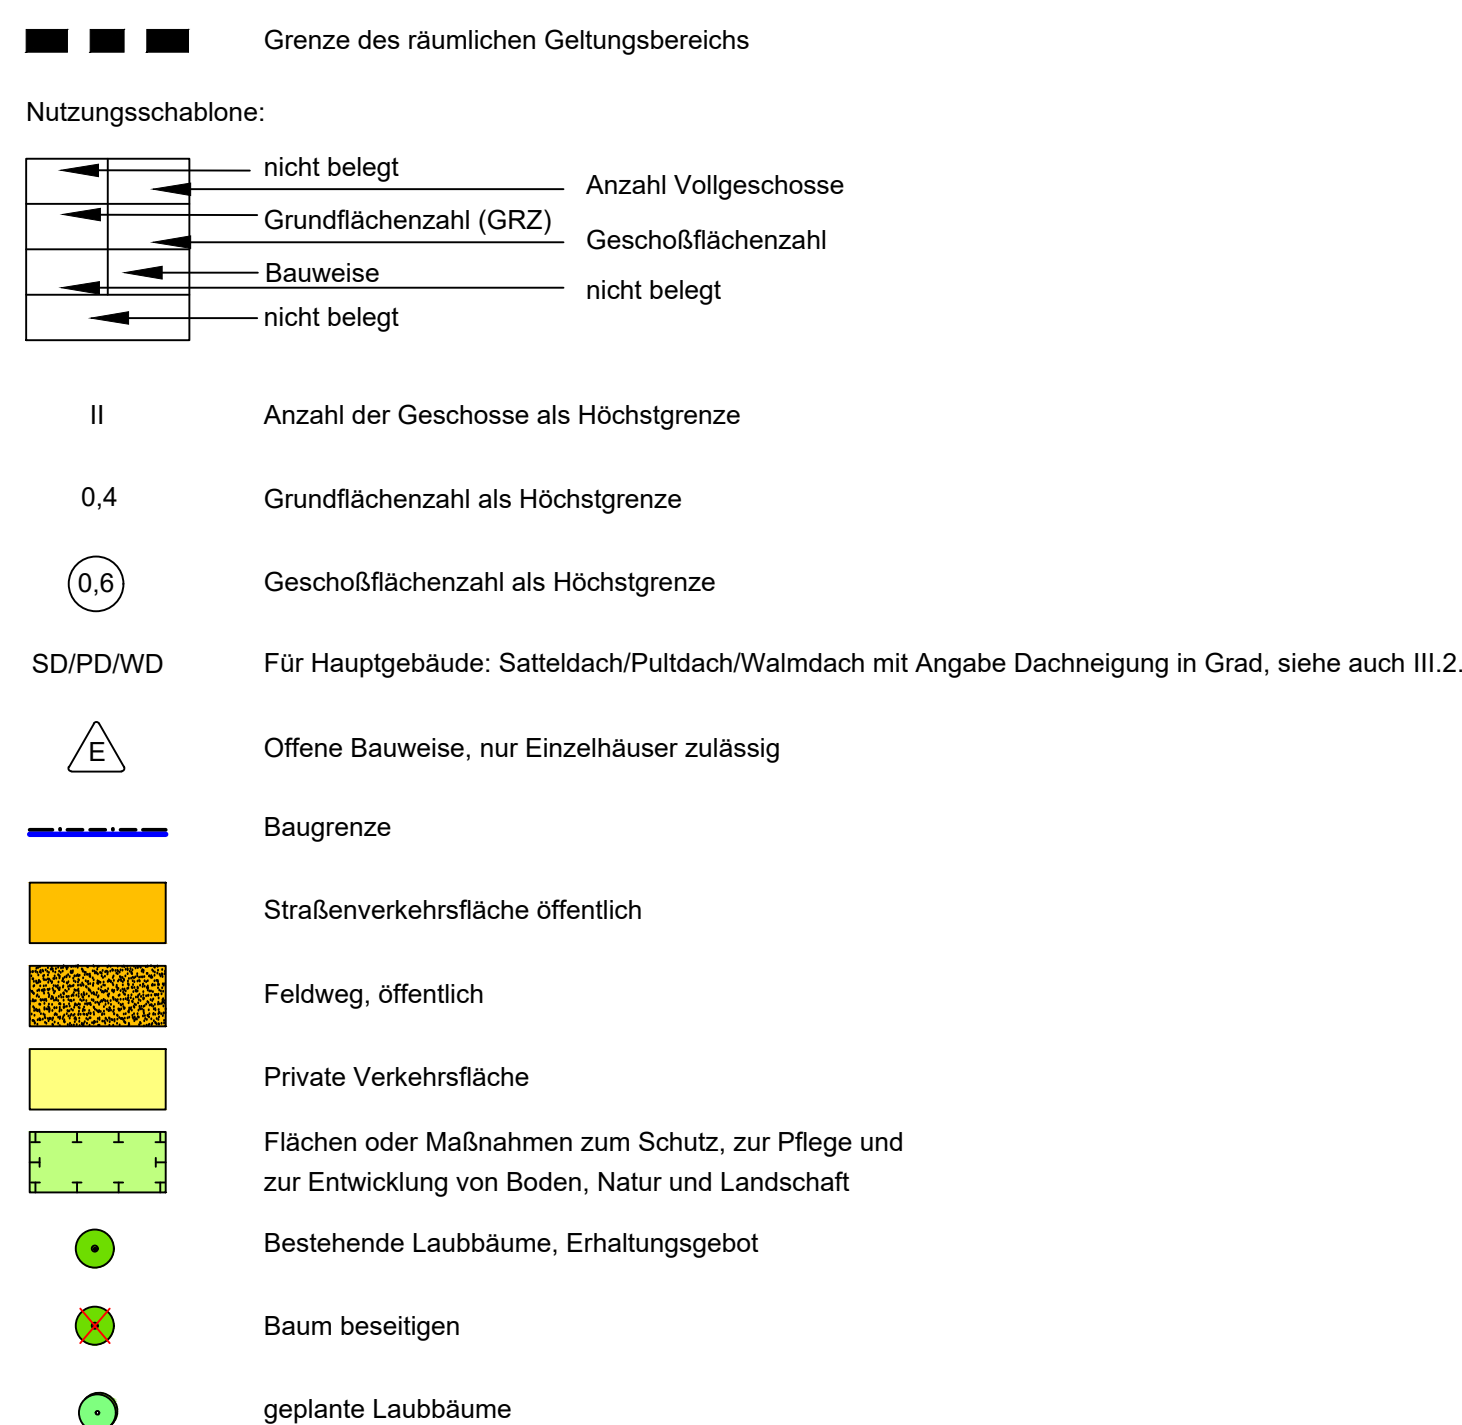 Grenze des räumlichen Geltungsbereichs
Nutzungsschablone:
nicht belegt
Anzahl Vollgeschosse
Grundflächenzahl (GRZ)
Geschoßflächenzahl
Bauweise
nicht belegt
nicht belegt
II Anzahl der Geschosse als Höchstgrenze
0,4 Grundflächenzahl als Höchstgrenze
0,6 Geschoßflächenzahl als Höchstgrenze
SD/PD/WD Für Hauptgebäude: Satteldach/Pultdach/Walmdach mit Angabe Dachneigung in Grad, siehe auch III.2.
E Offene Bauweise, nur Einzelhäuser zulässig
Baugrenze
Straßenverkehrsfläche öffentlich
Feldweg, öffentlich
Private Verkehrsfläche
Flächen oder Maßnahmen zum Schutz, zur Pflege und
zur Entwicklung von Boden, Natur und Landschaft
Bestehende Laubbäume, Erhaltungsgebot
Baum beseitigen
geplante Laubbäume